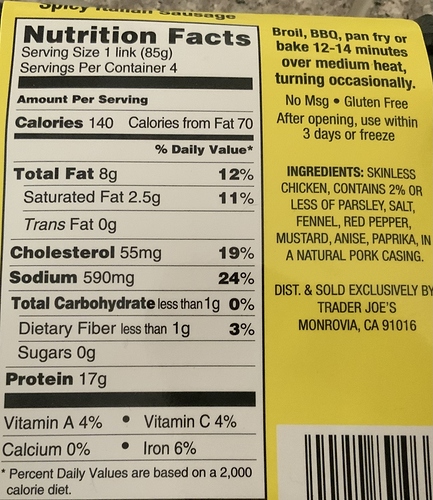 Spicy Italian Sausage
Nutrition Facts
Serving Size 1 link (85g)
Servings Per Container 4
Amount Per Serving
Calories 140 Calories from Fat 70
% Daily Value*
Total Fat 8g 12%
Saturated Fat 2.5g 11%
Trans Fat 0g
Cholesterol 55mg 19%
Sodium 590mg 24%
Total Carbohydrate less than 1g 0%
Dietary Fiber less than 1g 3%
Sugars 0g
Protein 17g
Vitamin A 4% • Vitamin C 4%
Calcium 0% • Iron 6%
* Percent Daily Values are based on a 2,000
calorie diet.
Broil, BBQ, pan fry or
bake 12-14 minutes
over medium heat,
turning occasionally.
No Msg • Gluten Free
After opening, use within
3 days or freeze
INGREDIENTS: SKINLESS
CHICKEN, CONTAINS 2% OR
LESS OF PARSLEY, SALT,
FENNEL, RED PEPPER,
MUSTARD, ANISE, PAPRIKA, IN
A NATURAL PORK CASING.
DIST. & SOLD EXCLUSIVELY BY
TRADER JOE'S
MONROVIA, CA 91016